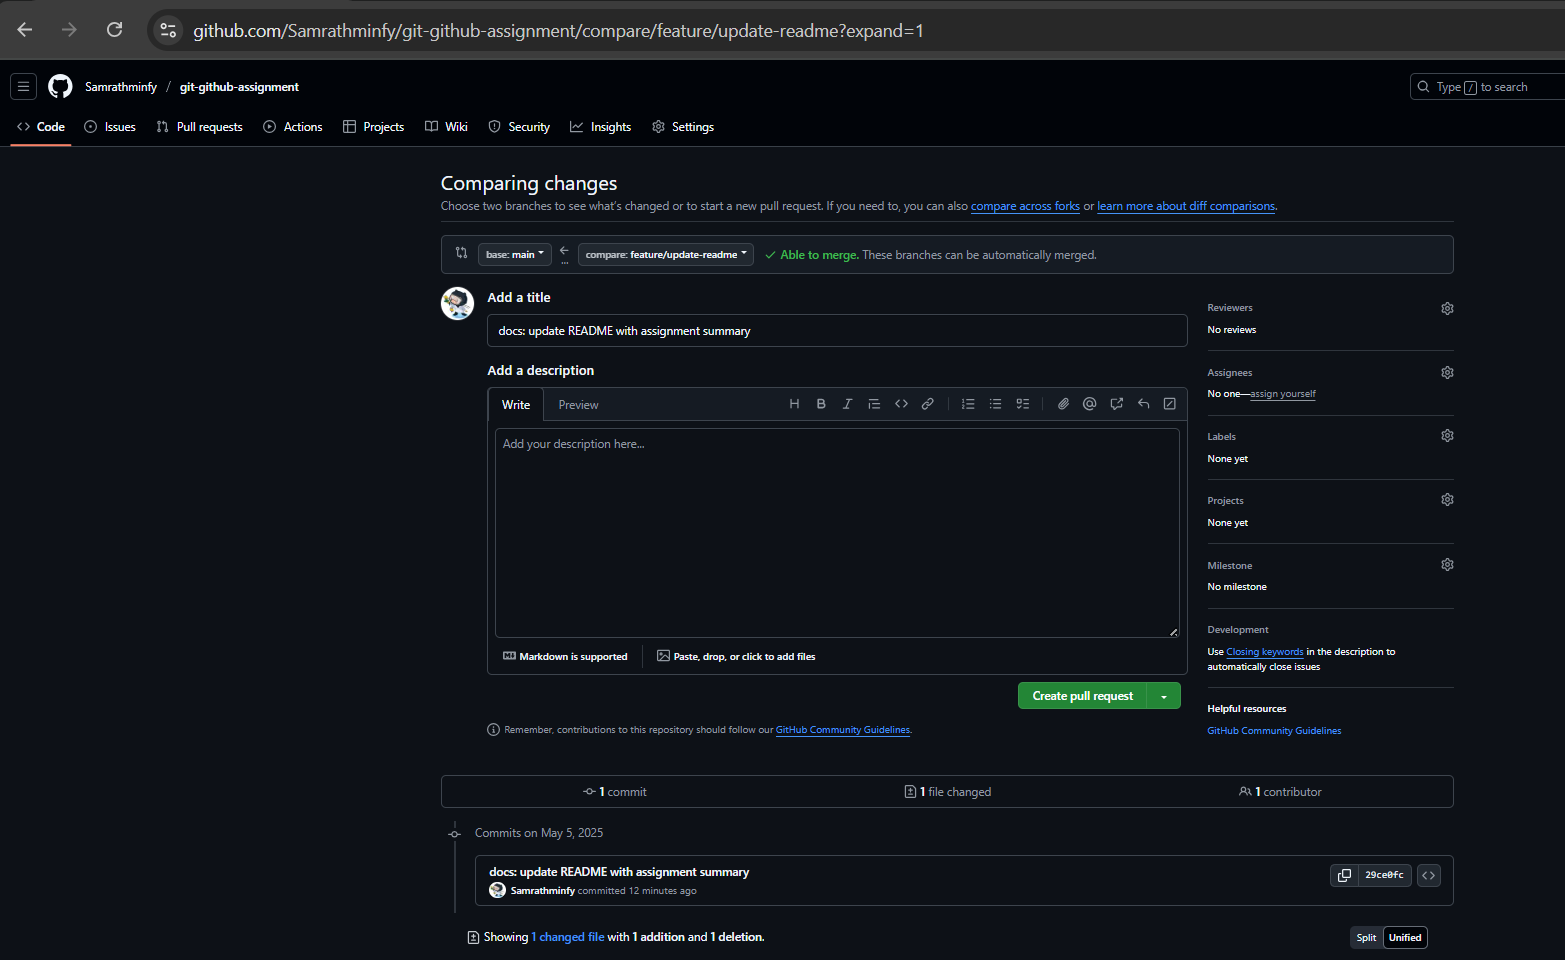 github.com/Samrathminfy/git-github-assignment/compare/feature/update-readme?expand=1
Samrathminfy / git-github-assignment
Type / to search
Code Issues Pull requests Actions Projects Wiki Security Insights Settings
Comparing changes
Choose two branches to see what's changed or to start a new pull request. If you need to, you can also compare across forks or learn more about diff comparisons.
base: main ... compare: feature/update-readme Able to merge. These branches can be automatically merged.
Add a title
docs: update README with assignment summary
Add a description
Write Preview
Add your description here...
Markdown is supported
Paste, drop, or click to add files
Create pull request
Remember, contributions to this repository should follow our GitHub Community Guidelines.
Reviewers
No reviews
Assignees
No one—assign yourself
Labels
None yet
Projects
None yet
Milestone
No milestone
Development
Use Closing keywords in the description to
automatically close issues
Helpful resources
GitHub Community Guidelines
1 commit 1 file changed 1 contributor
Commits on May 5, 2025
docs: update README with assignment summary
Samrathminfy committed 12 minutes ago
29ce0fc
Showing 1 changed file with 1 addition and 1 deletion.
Split Unified